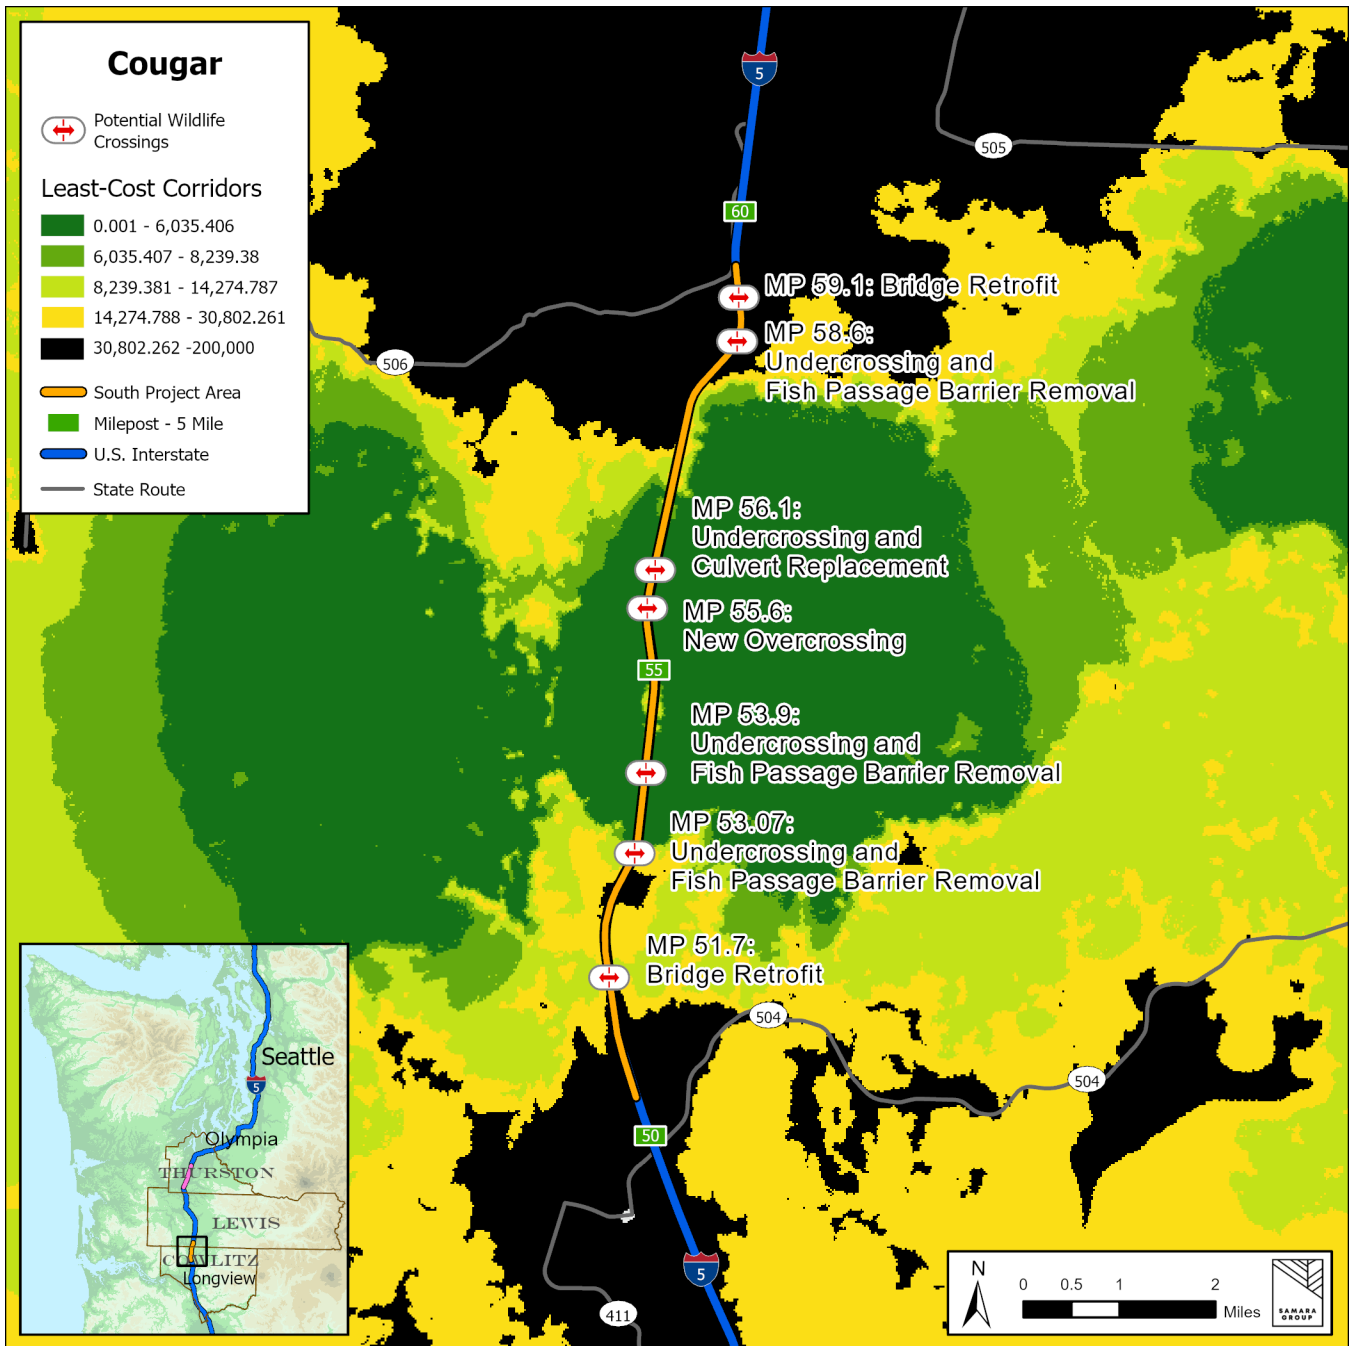 Cougar
Potential Wildlife
Crossings
Least-Cost Corridors
0.001 - 6,035.406
6,035.407 - 8,239.38
8,239.381 - 14,274.787
14,274.788 - 30,802.261
30,802.262 -200,000
South Project Area
Milepost - 5 Mile
U.S. Interstate
State Route
5
505
60
MP 59.1: Bridge Retrofit
MP 58.6:
Undercrossing and
Fish Passage Barrier Removal
506
MP 56.1:
Undercrossing and
Culvert Replacement
MP 55.6:
New Overcrossing
55
MP 53.9:
Undercrossing and
Fish Passage Barrier Removal
MP 53.07:
Undercrossing and
Fish Passage Barrier Removal
MP 51.7:
Bridge Retrofit
504
504
50
5
411
Seattle
5
Olympia
THURSTON
LEWIS
COWLITZ
Longview
N
0 0.5 1 2
Miles
SAMARA
GROUP